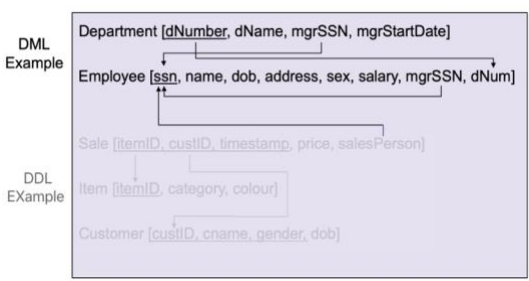 DML
Example
Department [dNumber, dName, mgrSSN, mgrStartDate]
Employee [ssn, name, dob, address, sex, salary, mgrSSN, dNum]
DDL
EXample
Sale [itemID, custID, timestamp, price, salesPerson]
Item [itemID, category, colour]
Customer [custID, cname, gender, dob]